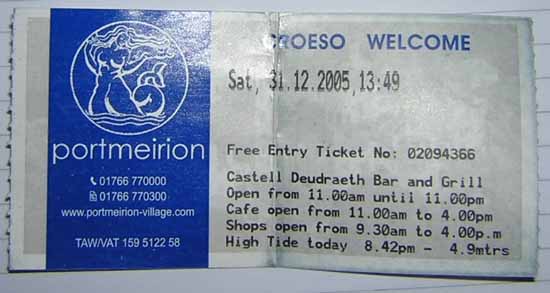 portmeirion
01766 770000
01766 770300
www.portmeirion-village.com
TAW/VAT 159 5122 58
CROESO WELCOME
Sat, 31.12.2005, 13:49
Free Entry Ticket No: 02094366
Castell Deudraeth Bar and Grill
Open from 11.00am until 11.00pm
Cafe open from 11.00am to 4.00pm
Shops open from 9.30am to 4.00p.m
High Tide today 8.42pm - 4.9mtrs